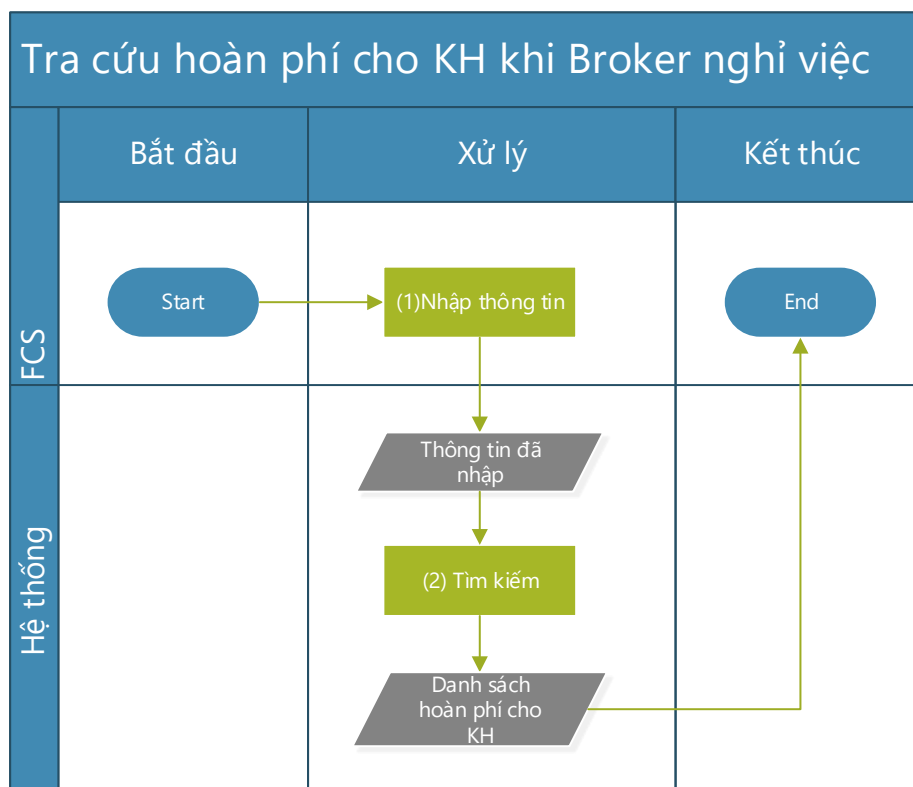 Tra cứu hoàn phí cho KH khi Broker nghỉ việc
Bắt đầu
Xử lý
Kết thúc
FCS
Start
(1)Nhập thông tin
End
Hệ thống
Thông tin đã
nhập
(2) Tìm kiếm
Danh sách
hoàn phí cho
KH